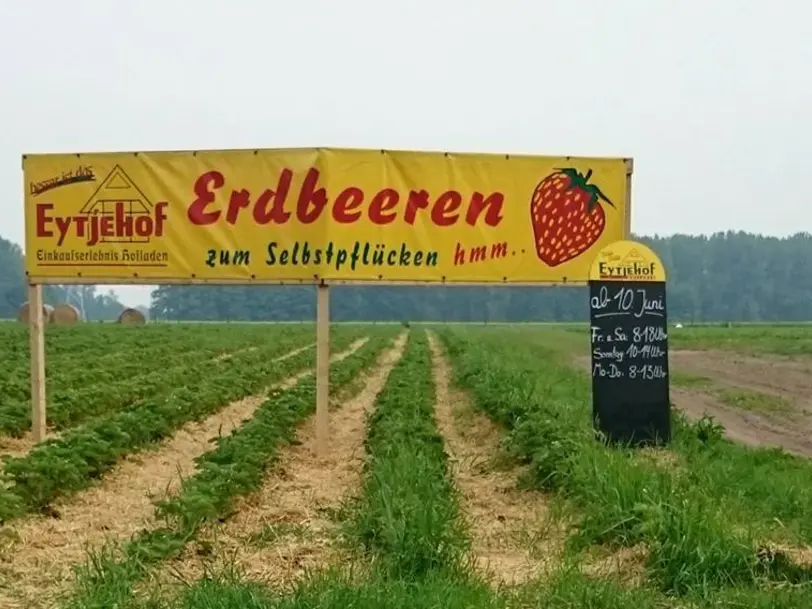 hoggar ist das
EYTJEHOF
Einkaufserlebnis Hofladen
Erdbeeren
zum Selbstpflücken hmm..
EYTJEHOF
ab 10. Juni
Fr. u. Sa: 8-18 Uhr
Sonntag 10-14 Uhr
Mo-Do. 8-13 Uhr